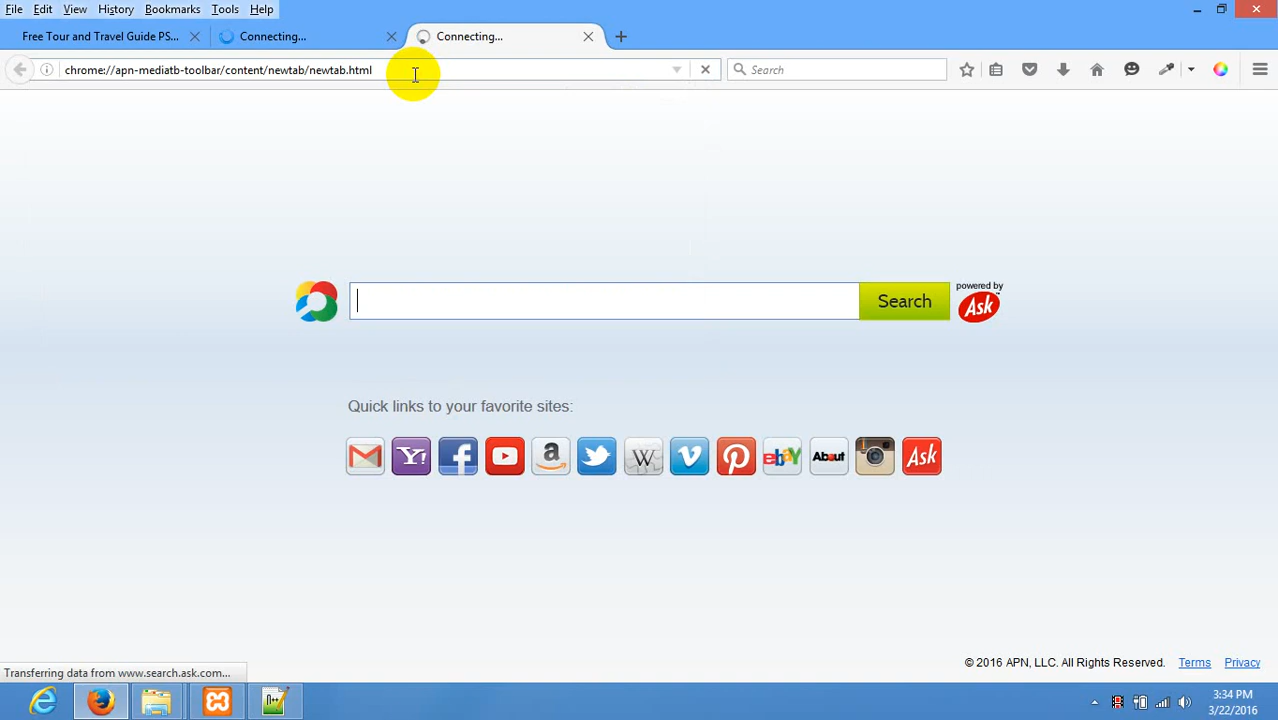 File Edit View History Bookmarks Tools Help
Free Tour and Travel Guide PS... Connecting... Connecting...
chrome://apn-mediatb-toolbar/content/newtab/newtab.html Search
Search powered by Ask
Quick links to your favorite sites:
Y! f a W v About Ask
ebay
© 2016 APN, LLC. All Rights Reserved. Terms Privacy
Transferring data from www.search.ask.com...
3:34 PM
3/22/2016